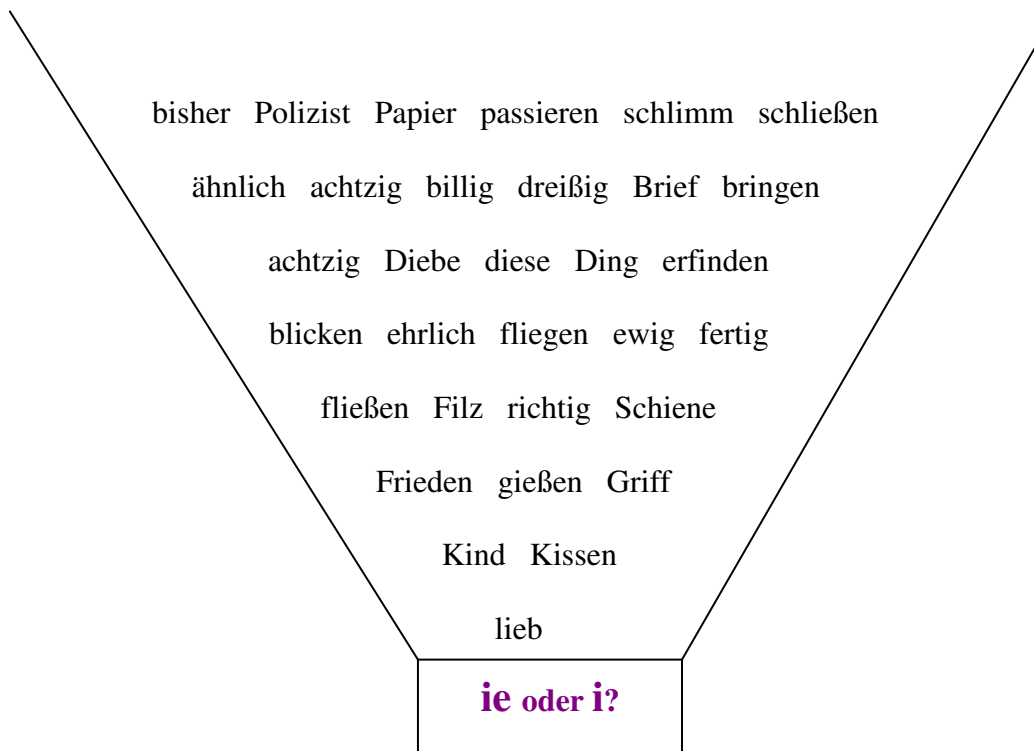 bisher Polizist Papier passieren schlimm schließen
ähnlich achtzig billig dreißig Brief bringen
achtzig Diebe diese Ding erfinden
blicken ehrlich fliegen ewig fertig
fließen Filz richtig Schiene
Frieden gießen Griff
Kind Kissen
lieb
ie oder i?